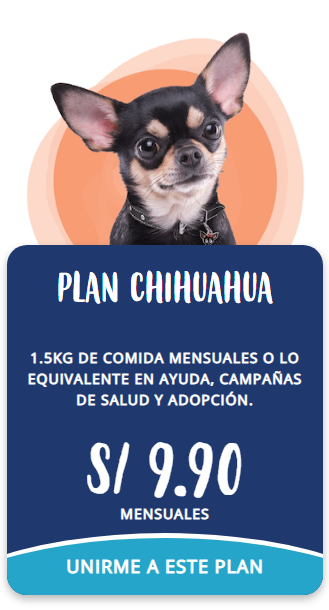 PLAN CHIHUAHUA
1.5KG DE COMIDA MENSUALES O LO
EQUIVALENTE EN AYUDA, CAMPAÑAS
DE SALUD Y ADOPCIÓN.
S/ 9.90
MENSUALES
UNIRME A ESTE PLAN